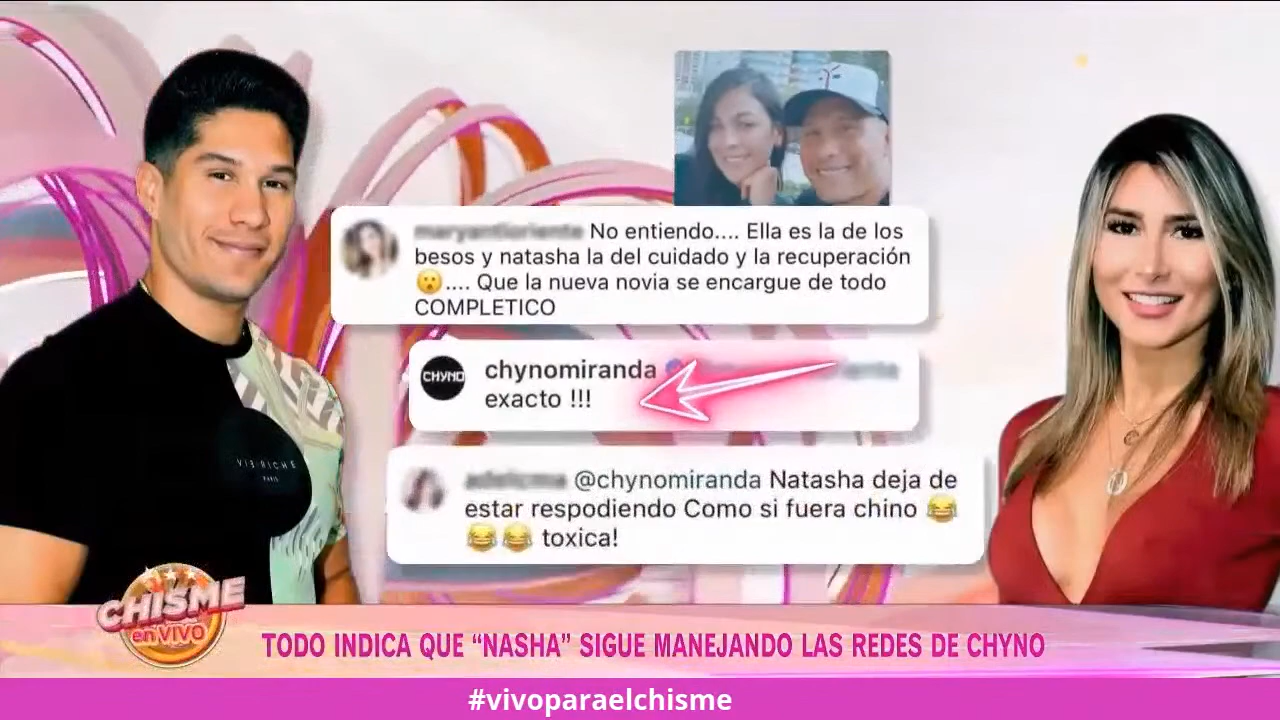 No entiendo.... Ella es la de los
besos y natasha la del cuidado y la recuperación
😮.... Que la nueva novia se encargue de todo
COMPLETICO
CHYNO
chynomiranda
exacto !!!
@chynomiranda Natasha deja de
estar respodiendo Como si fuera chino 😂
😂😂 toxica!
VIE RICHE
PARIS
CHISME
en VIVO
TODO INDICA QUE “NASHA” SIGUE MANEJANDO LAS REDES DE CHYNO
#vivoparaelchisme